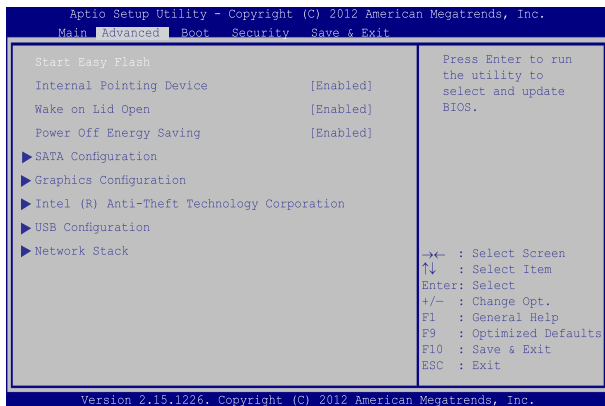 Aptio Setup Utility - Copyright (C) 2012 American Megatrends, Inc.
Main Advanced Boot Security Save & Exit
Start Easy Flash
Internal Pointing Device [Enabled]
Wake on Lid Open [Enabled]
Power Off Energy Saving [Enabled]
SATA Configuration
Graphics Configuration
Intel (R) Anti-Theft Technology Corporation
USB Configuration
Network Stack
Press Enter to run
the utility to
select and update
BIOS.
→← : Select Screen
↑↓ : Select Item
Enter: Select
+/— : Change Opt.
F1 : General Help
F9 : Optimized Defaults
F10 : Save & Exit
ESC : Exit
Version 2.15.1226. Copyright (C) 2012 American Megatrends, Inc.